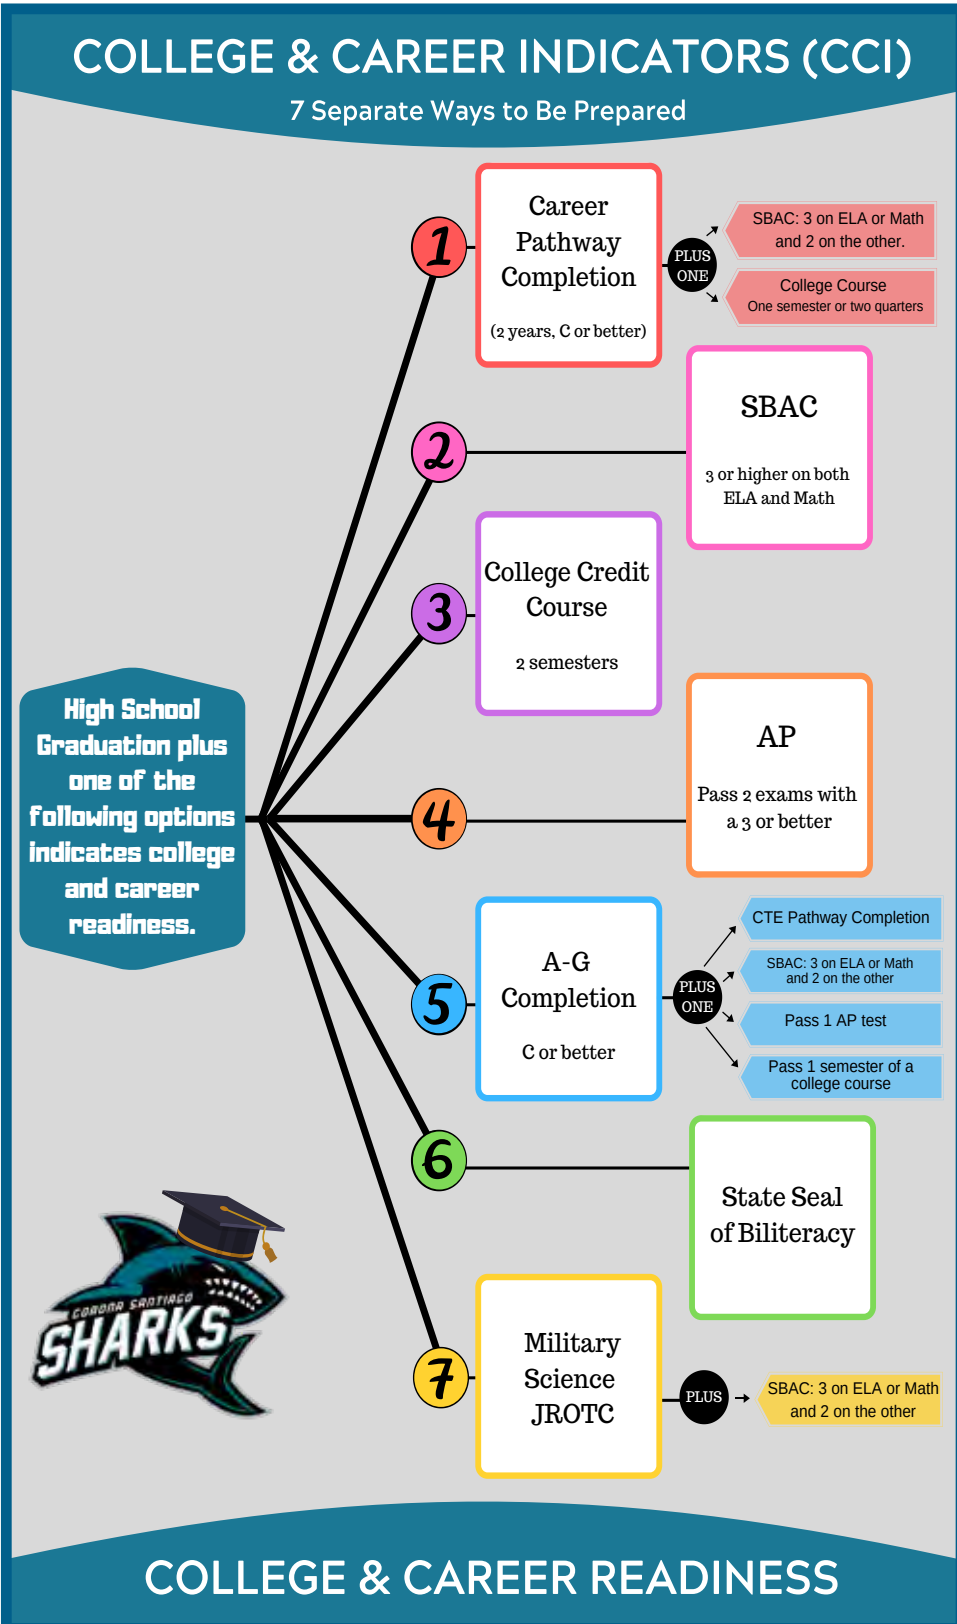 COLLEGE & CAREER INDICATORS (CCI)
7 Separate Ways to Be Prepared
1
Career
Pathway
Completion
(2 years, C or better)
PLUS
ONE
SBAC: 3 on ELA or Math
and 2 on the other.
College Course
One semester or two quarters
2
SBAC
3 or higher on both
ELA and Math
3
College Credit
Course
2 semesters
High School
Graduation plus
one of the
following options
indicates college
and career
readiness.
4
AP
Pass 2 exams with
a 3 or better
5
A-G
Completion
C or better
PLUS
ONE
CTE Pathway Completion
SBAC: 3 on ELA or Math
and 2 on the other
Pass 1 AP test
Pass 1 semester of a
college course
6
State Seal
of Biliteracy
CORONA SANTIAGO
SHARKS
7
Military
Science
JROTC
PLUS
SBAC: 3 on ELA or Math
and 2 on the other
COLLEGE & CAREER READINESS